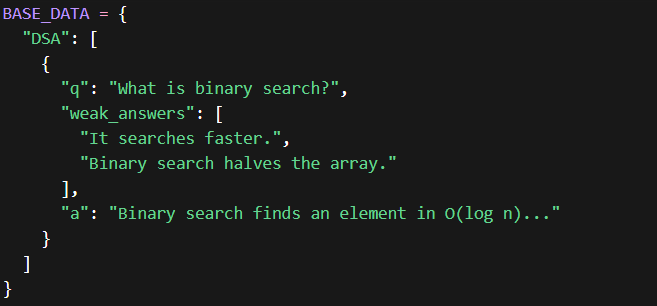 BASE_DATA = {
  "DSA": [
    {
      "q": "What is binary search?",
      "weak_answers": [
        "It searches faster.",
        "Binary search halves the array."
      ],
      "a": "Binary search finds an element in O(log n)..."
    }
  ]
}